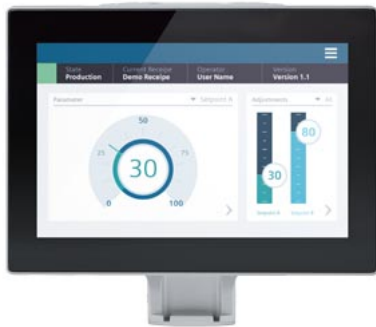 State
Production
Current Receipe
Demo Receipe
Operator
User Name
Version
Version 1.1
Parameter
Setpoint A
50
25
75
30
0
100
Adjustments
All
80
30
Setpoint A
Setpoint B